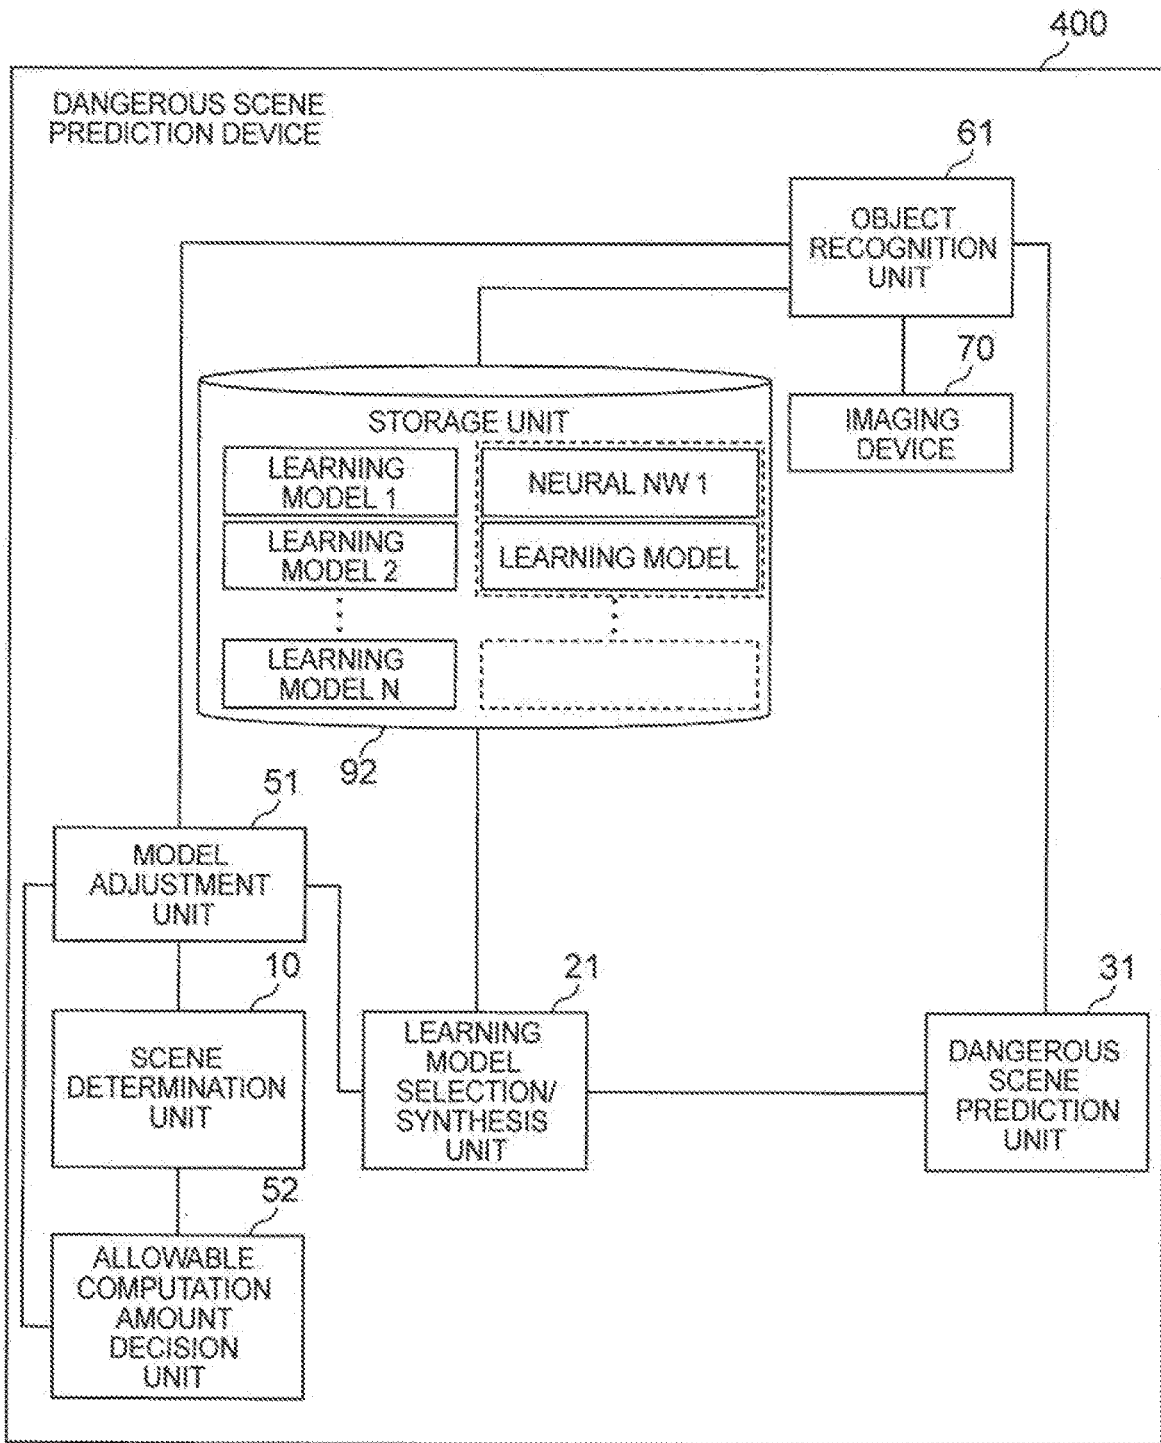 400
DANGEROUS SCENE
PREDICTION DEVICE
61
OBJECT
RECOGNITION
UNIT
70
IMAGING
DEVICE
STORAGE UNIT
LEARNING
MODEL 1
NEURAL NW 1
LEARNING
MODEL 2
LEARNING MODEL
LEARNING
MODEL N
92
51
MODEL
ADJUSTMENT
UNIT
10
SCENE
DETERMINATION
UNIT
21
LEARNING
MODEL
SELECTION/
SYNTHESIS
UNIT
31
DANGEROUS
SCENE
PREDICTION
UNIT
52
ALLOWABLE
COMPUTATION
AMOUNT
DECISION
UNIT